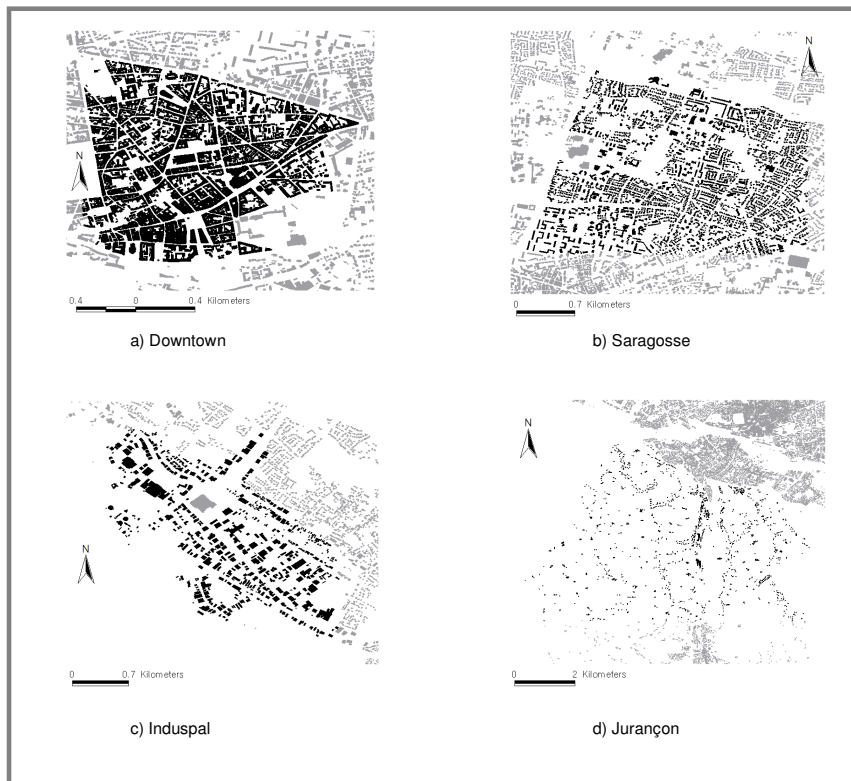 N
0.4 0 0.4 Kilometers
a) Downtown
N
0 0.7 Kilometers
b) Saragosse
N
0 0.7 Kilometers
c) Induspal
N
0 2 Kilometers
d) Jurançon